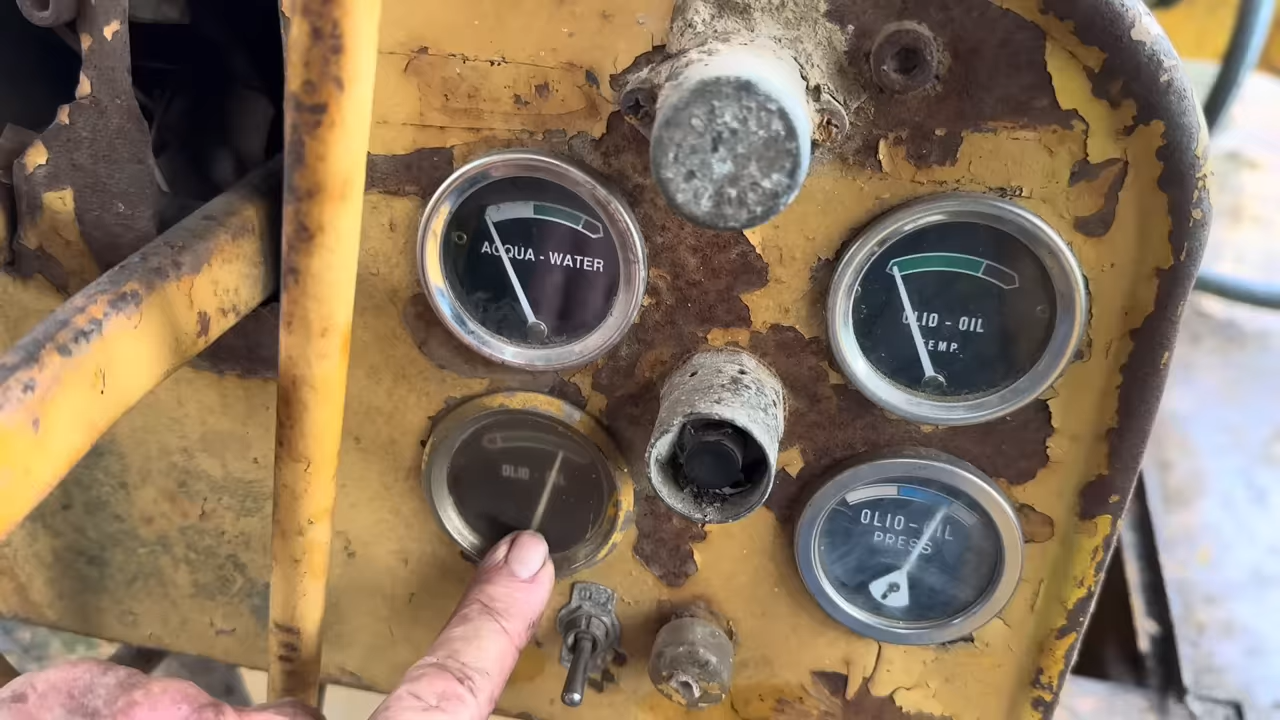 ACQUA - WATER
OLIO - OIL
TEMP.
OLIO -
OLIO - OIL
PRESS